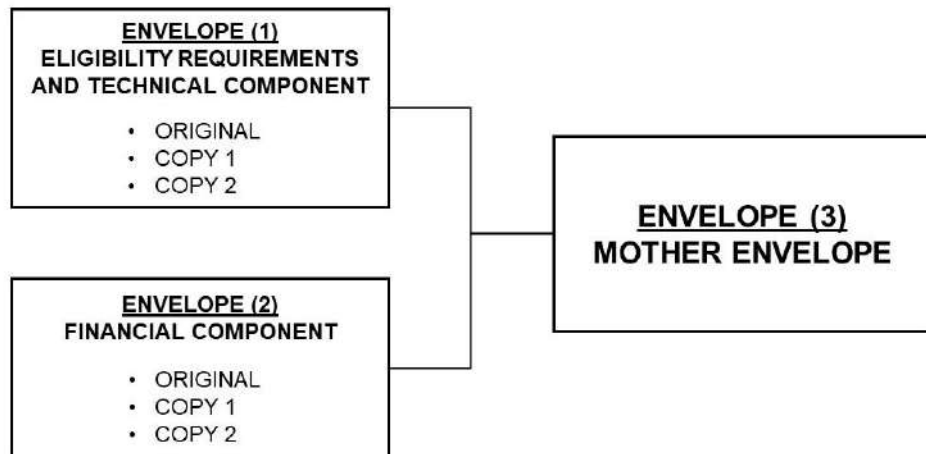 ENVELOPE (1)
ELIGIBILITY REQUIREMENTS
AND TECHNICAL COMPONENT
• ORIGINAL
• COPY 1
• COPY 2
ENVELOPE (2)
FINANCIAL COMPONENT
• ORIGINAL
• COPY 1
• COPY 2
ENVELOPE (3)
MOTHER ENVELOPE